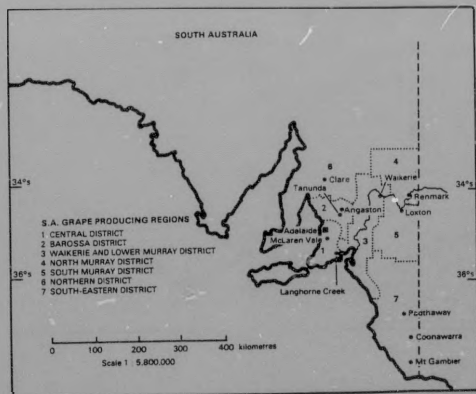 SOUTH AUSTRALIA
6
Clare
4
Waikerie
34°s
34°s
Tanunda
Renmark
Angaston
Loxton
S.A. GRAPE PRODUCING REGIONS
1 CENTRAL DISTRICT
2 BAROSSA DISTRICT
3 WAIKERIE AND LOWER MURRAY DISTRICT
4 NORTH MURRAY DISTRICT
5 SOUTH MURRAY DISTRICT
6 NORTHERN DISTRICT
7 SOUTH-EASTERN DISTRICT
Adelaide
McLaren Vale
3
5
36°s
Langhorne Creek
7
Padthaway
Coonawarra
Mt Gambier
0 100 200 300 400 kilometres
Scale 1 : 5,800,000